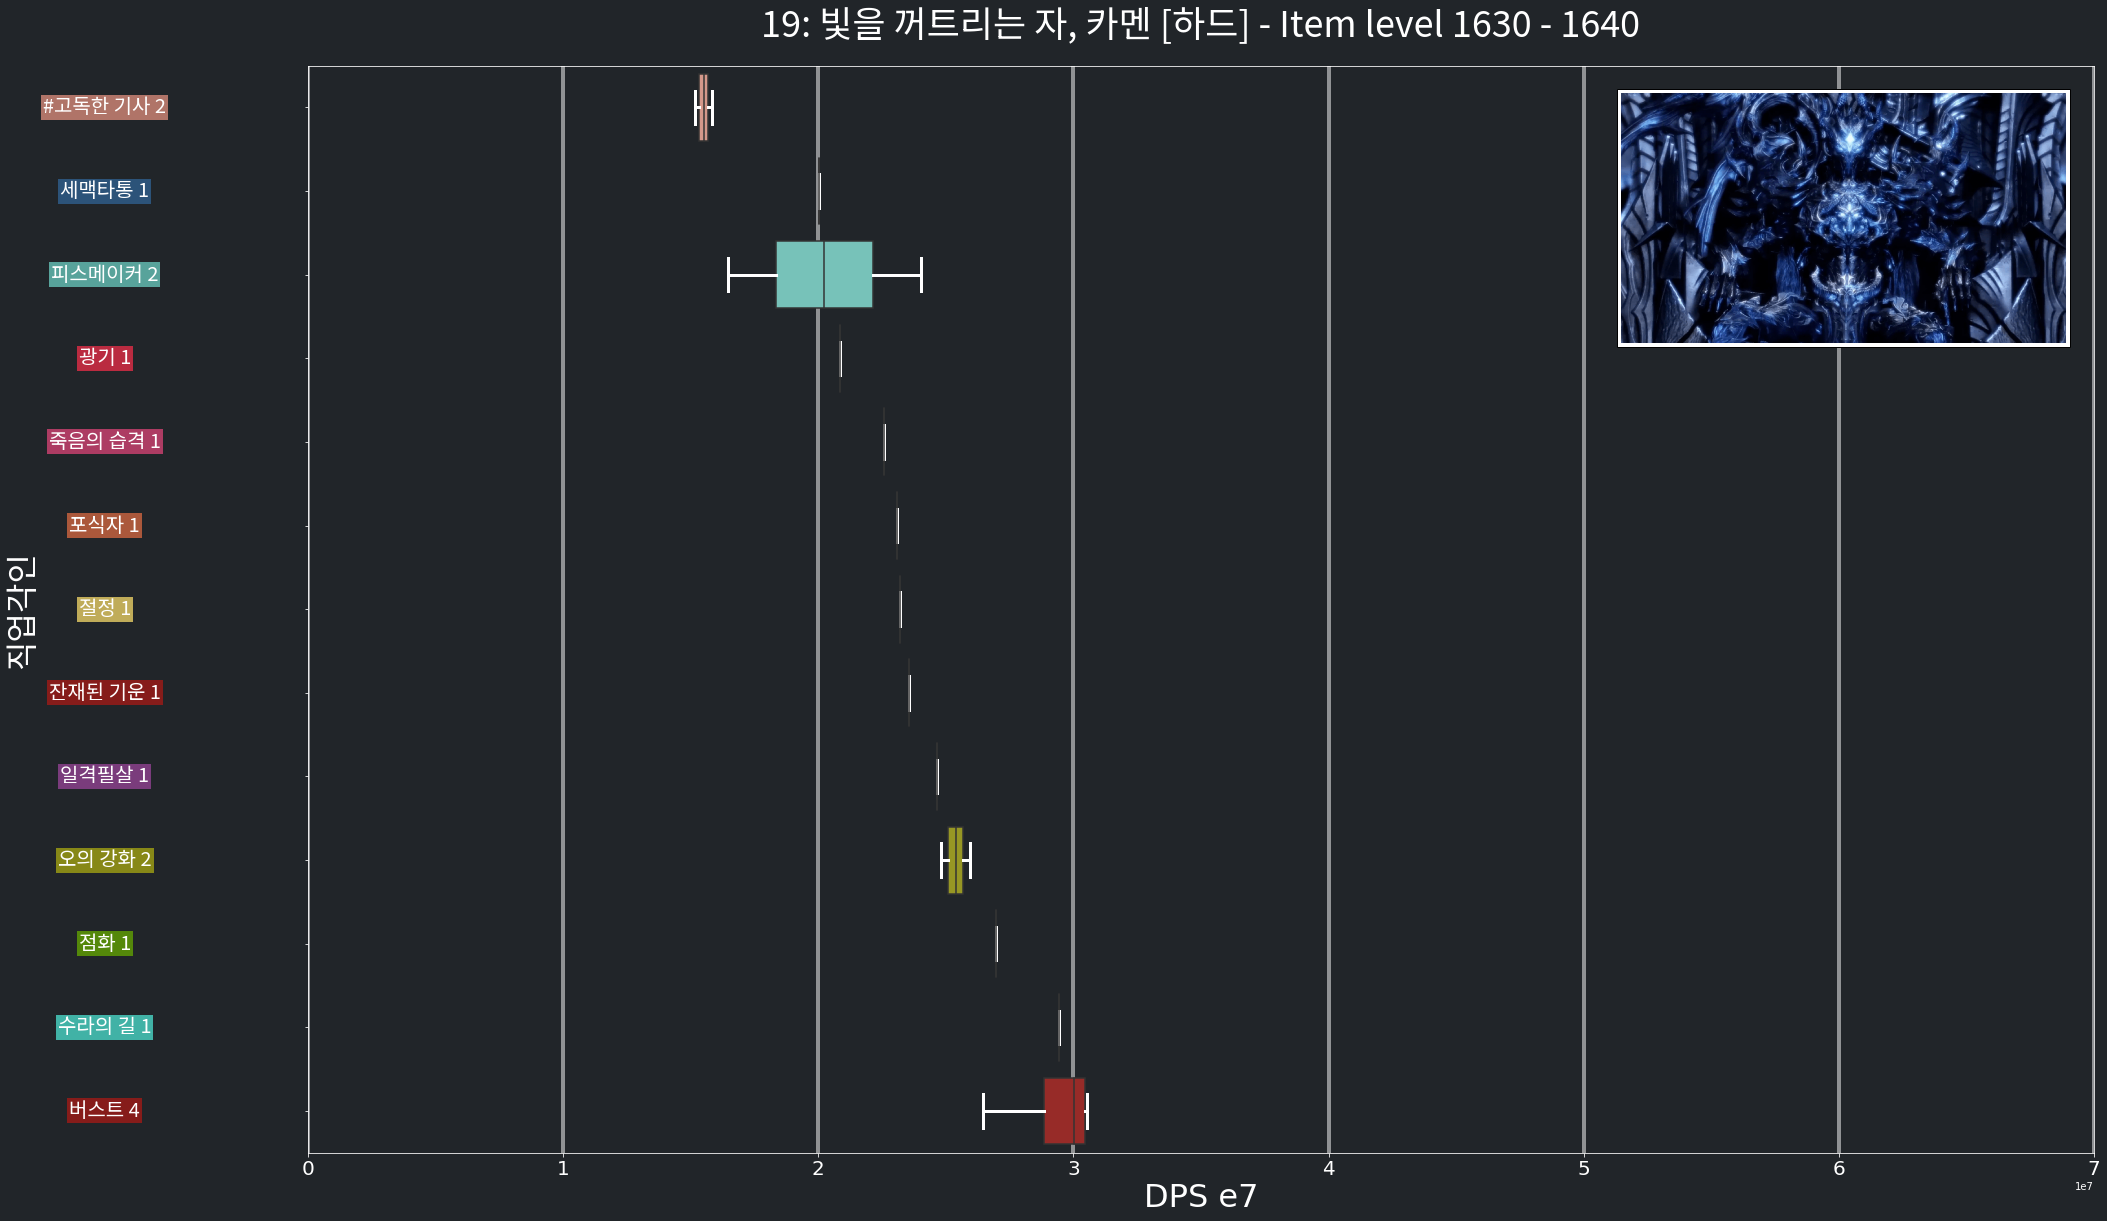 19: 빛을 꺼트리는 자, 카멘 [하드] - Item level 1630 - 1640
#고독한 기사 2
세맥타통 1
피스메이커 2
광기 1
죽음의 습격 1
포식자 1
절정 1
잔재된 기운 1
일격필살 1
오의 강화 2
점화 1
수라의 길 1
버스트 4
직업각인
0 1 2 3 4 5 6 7
1e7
DPS e7